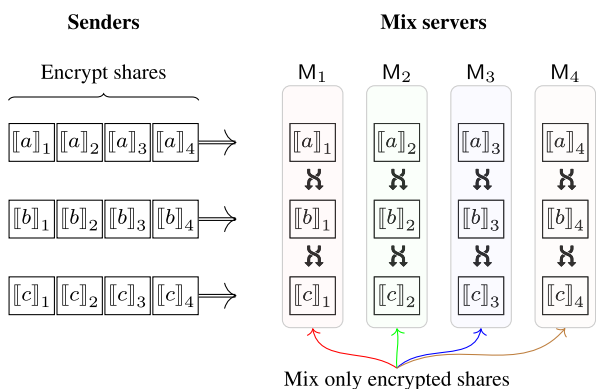 Senders
Mix servers
Encrypt shares
M₁ M₂ M₃ M₄
⟦a⟧₁ ⟦a⟧₂ ⟦a⟧₃ ⟦a⟧₄ ⟦a⟧₁ ⟦a⟧₂ ⟦a⟧₃ ⟦a⟧₄
⟦b⟧₁ ⟦b⟧₂ ⟦b⟧₃ ⟦b⟧₄ ⟦b⟧₁ ⟦b⟧₂ ⟦b⟧₃ ⟦b⟧₄
⟦c⟧₁ ⟦c⟧₂ ⟦c⟧₃ ⟦c⟧₄ ⟦c⟧₁ ⟦c⟧₂ ⟦c⟧₃ ⟦c⟧₄
Mix only encrypted shares